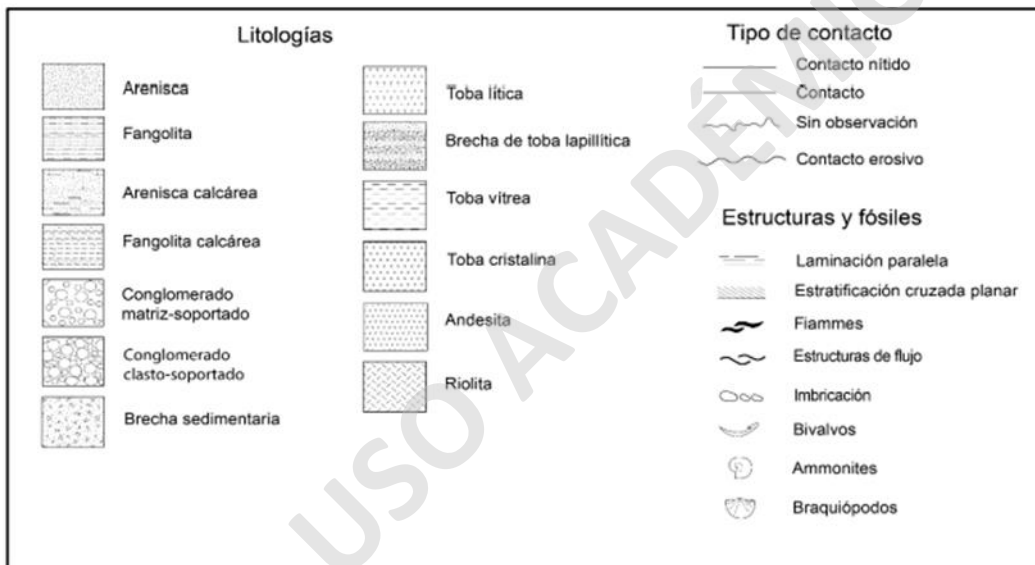 Litologías
Arenisca
Fangolita
Arenisca calcárea
Fangolita calcárea
Conglomerado
matriz-soportado
Conglomerado
clasto-soportado
Brecha sedimentaria
Toba lítica
Brecha de toba lapillítica
Toba vítrea
Toba cristalina
Andesita
Riolita
Tipo de contacto
Contacto nítido
Contacto
Sin observación
Contacto erosivo
Estructuras y fósiles
Laminación paralela
Estratificación cruzada planar
Fiammes
Estructuras de flujo
Imbricación
Bivalvos
Ammonites
Braquiópodos
USO ACADÉMIC